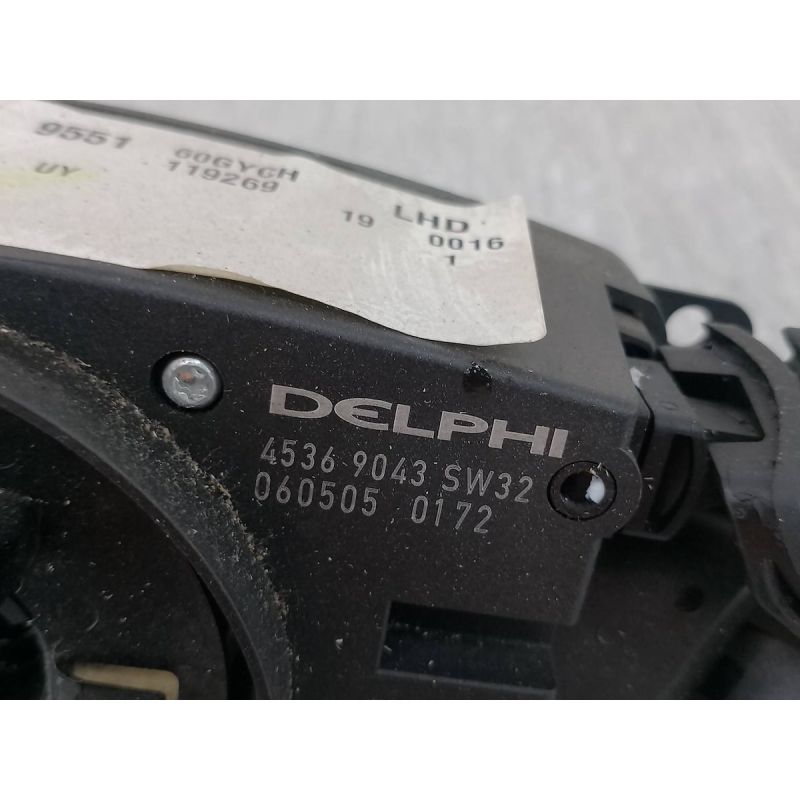 9551 60GYCH LHD
UY 119269 19 0016
1
DELPHI
4536 9043 SW32
060505 0172